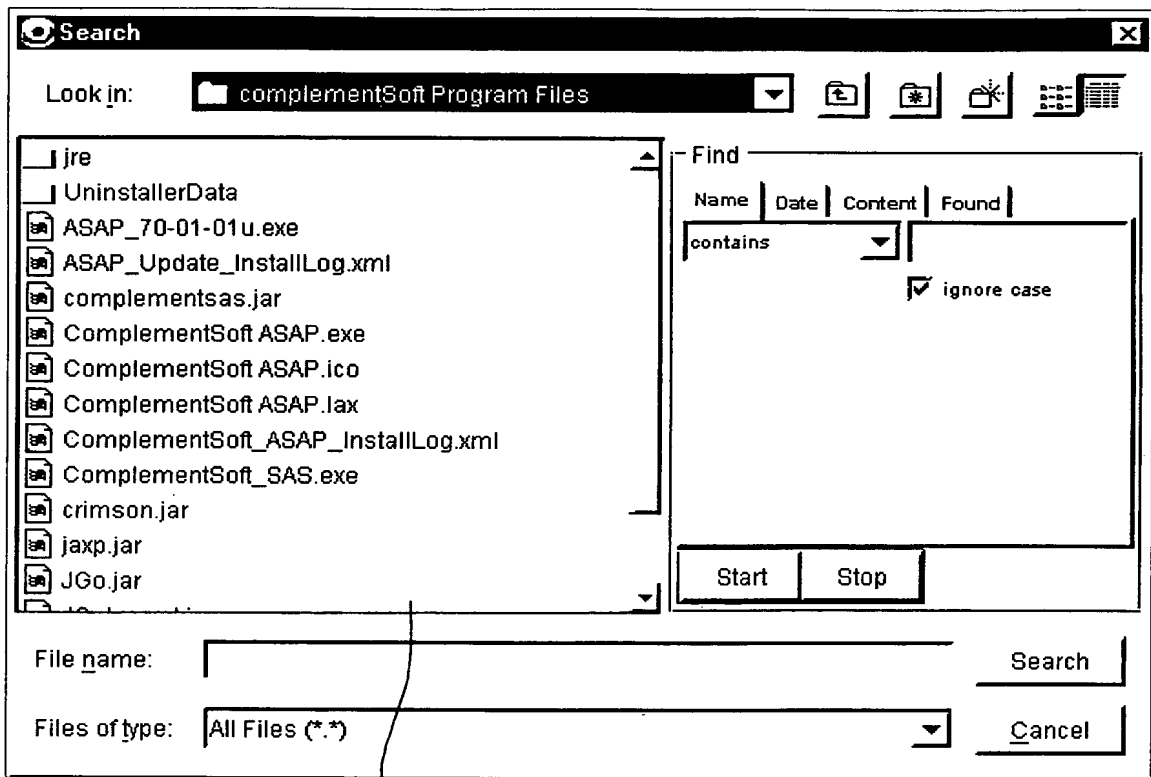 Search
Look in: complementSoft Program Files
jre
UninstallerData
ASAP_70-01-01u.exe
ASAP_Update_InstallLog.xml
complementsas.jar
ComplementSoft ASAP.exe
ComplementSoft ASAP.ico
ComplementSoft ASAP.lax
ComplementSoft_ASAP_InstallLog.xml
ComplementSoft_SAS.exe
crimson.jar
jaxp.jar
JGo.jar
Find
Name Date Content Found
contains
ignore case
Start Stop
File name:
Search
Files of type: All Files (*.*)
Cancel